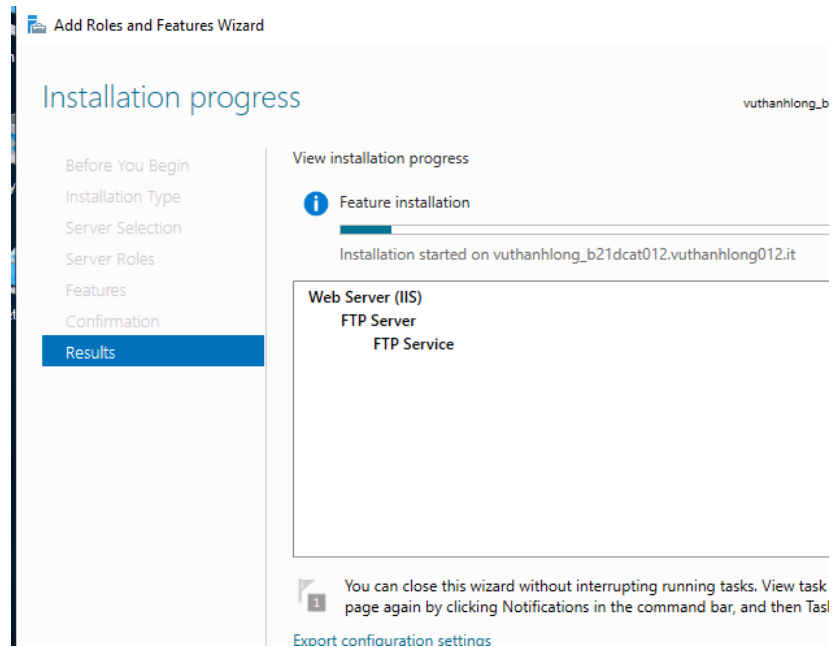 Add Roles and Features Wizard
Installation progress
vuthanhlong_b
Before You Begin
Installation Type
Server Selection
Server Roles
Features
Confirmation
Results
View installation progress
Feature installation
Installation started on vuthanhlong_b21dcat012.vuthanhlong012.it
Web Server (IIS)
FTP Server
FTP Service
1
You can close this wizard without interrupting running tasks. View task
page again by clicking Notifications in the command bar, and then Tas
Export configuration settings